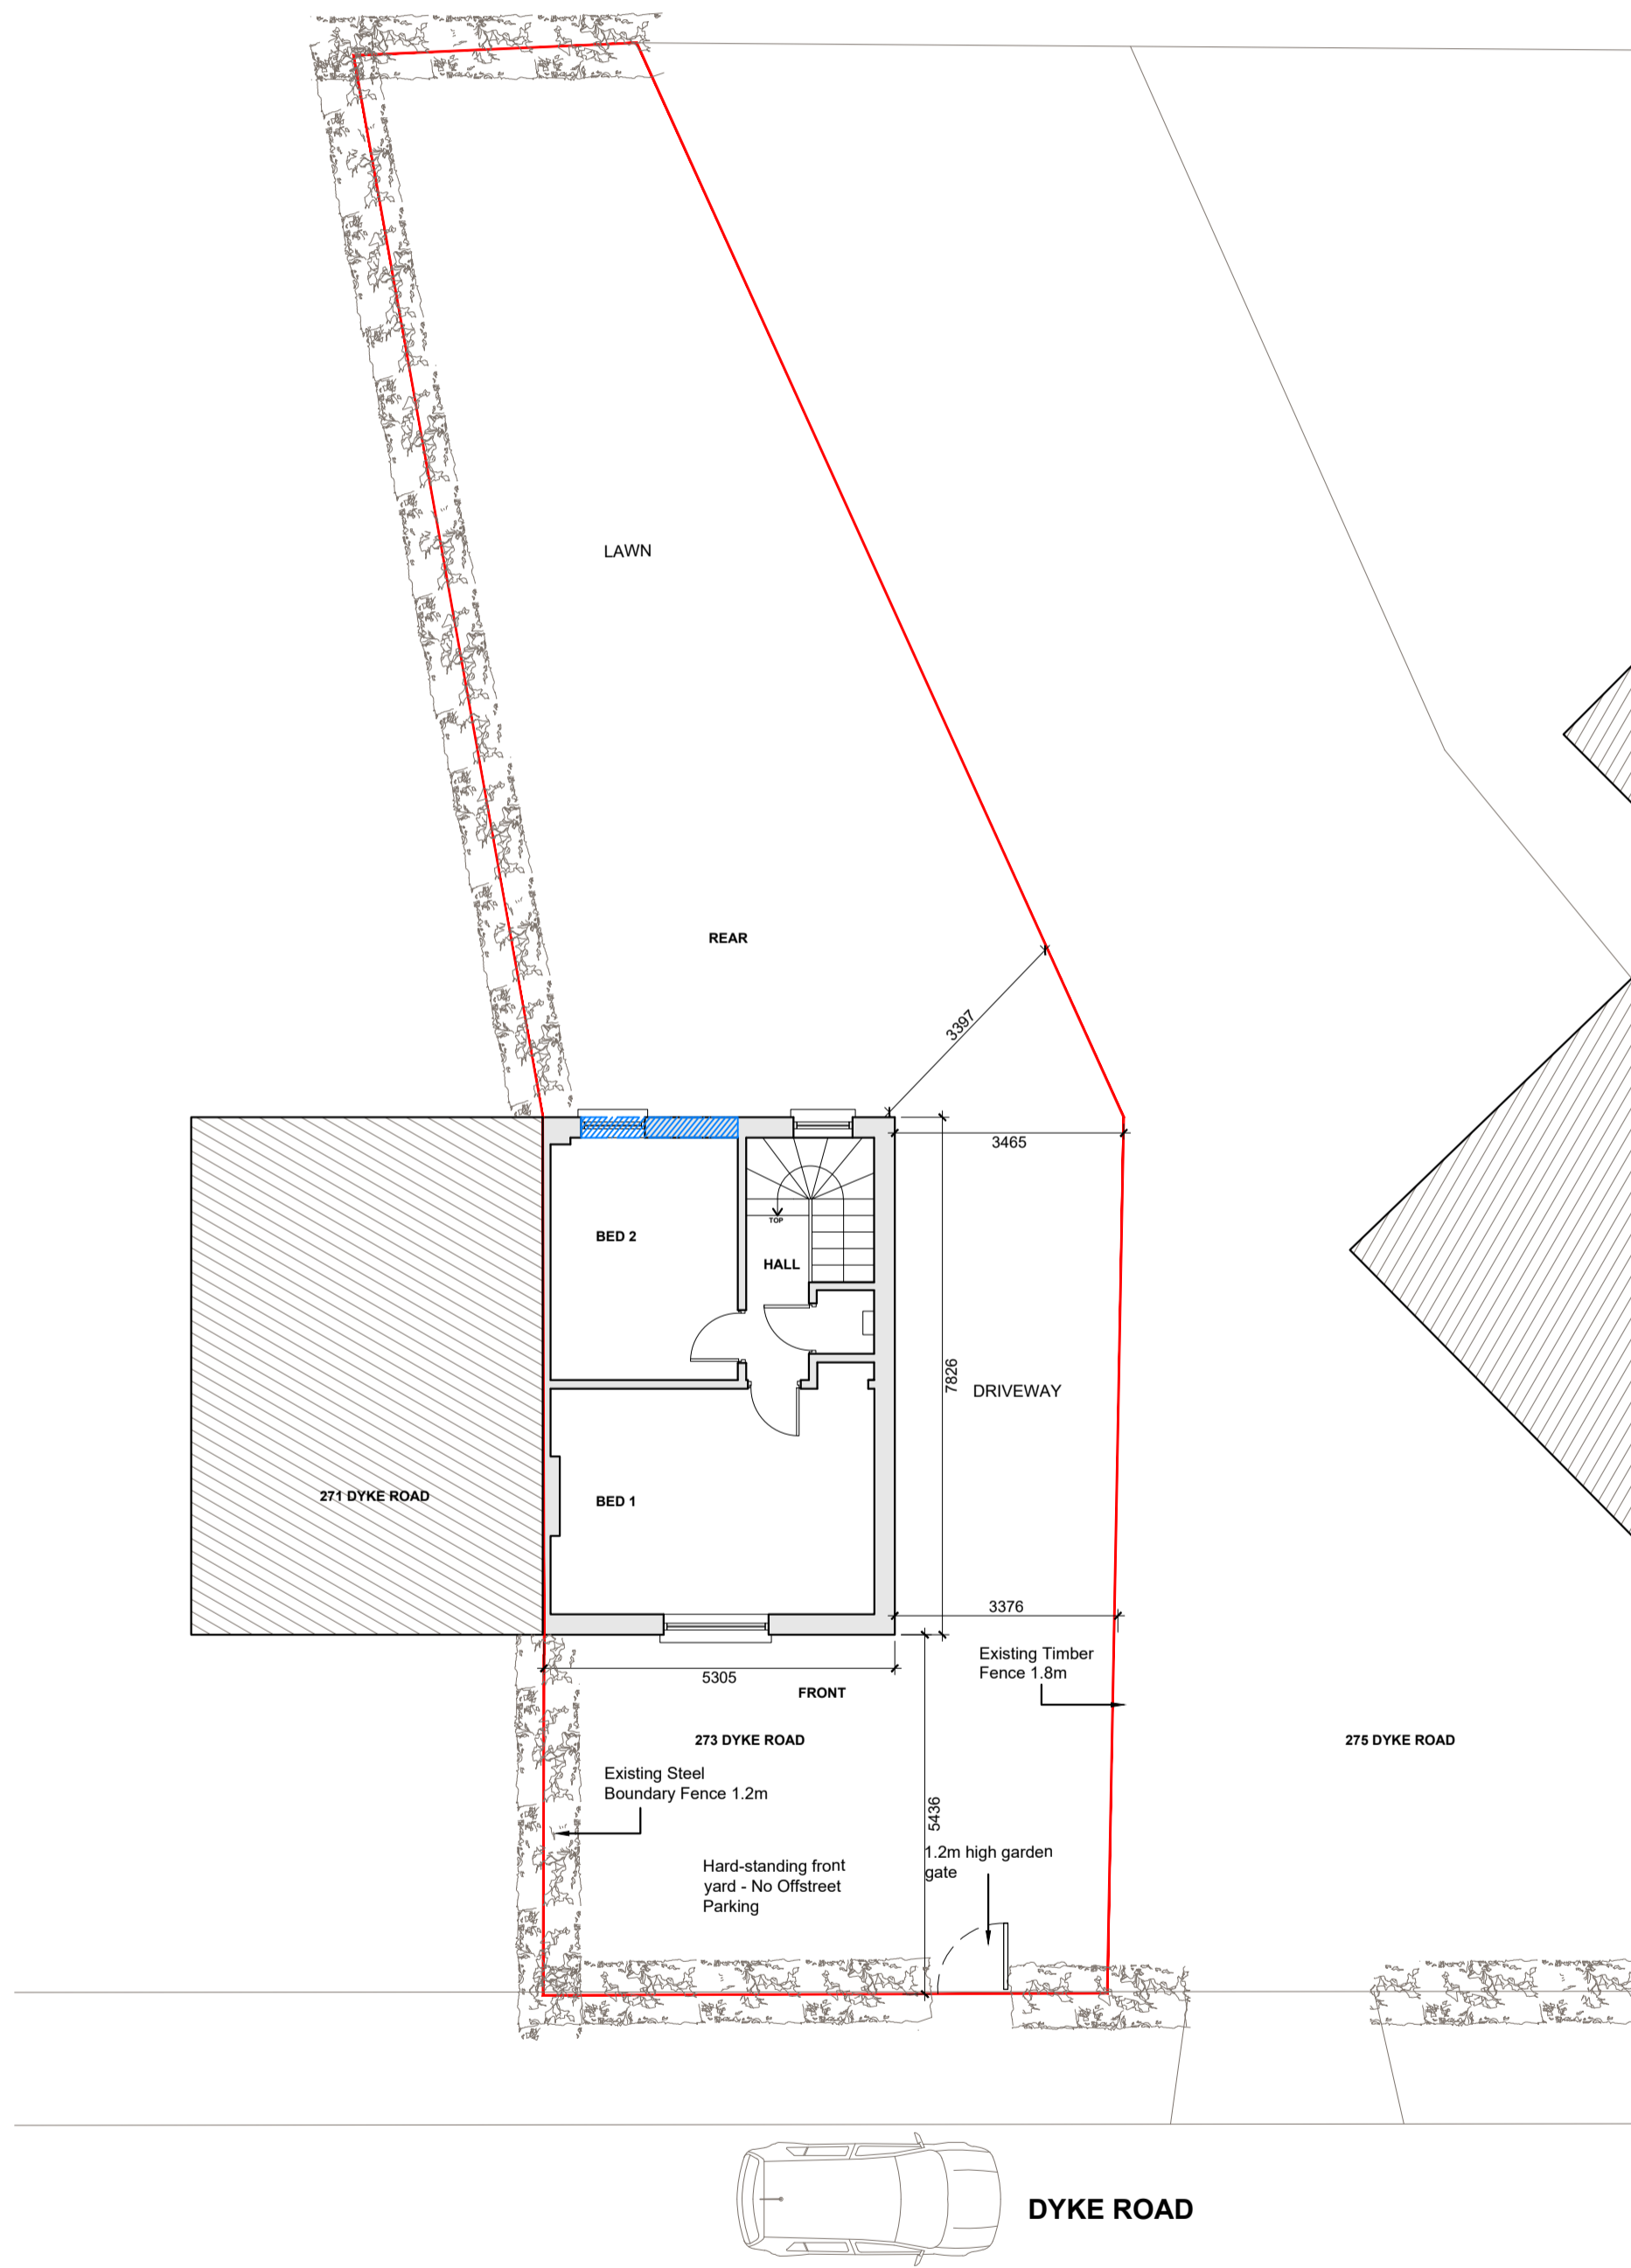 LAWN
REAR
3397
3465
BED 2
TOP
HALL
7826
DRIVEWAY
271 DYKE ROAD
BED 1
3376
Existing Timber
Fence 1.8m
5305
FRONT
273 DYKE ROAD
275 DYKE ROAD
Existing Steel
Boundary Fence 1.2m
5436
1.2m high garden
gate
Hard-standing front
yard - No Offstreet
Parking
DYKE ROAD